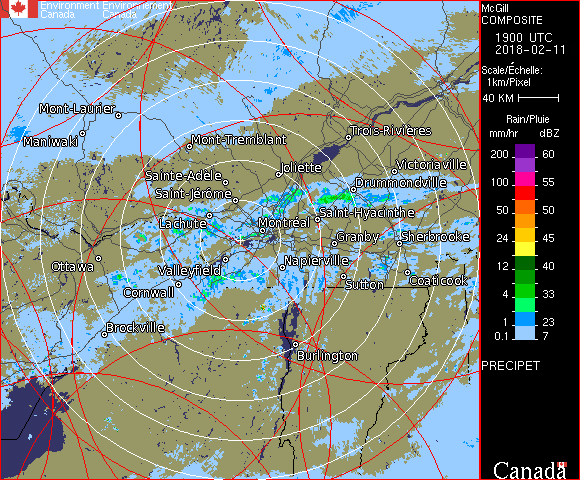 Environment Environnement
Canada Canada
McGill
COMPOSITE
1900 UTC
2018-02-11
Scale/Échelle:
1km/Pixel
40 KM
Rain/Pluie
mm/hr dBZ
200 60
150 57
100 55
50 50
24 45
12 40
4 33
1 23
0.1 7
PRECIPET
Canada
Mont-Laurier
Maniwaki
Mont-Tremblant
Trois-Rivières
Joliette
Victoriaville
Sainte-Adèle
Drummondville
Saint-Jérôme
Saint-Hyacinthe
Lachute
Montréal
Granby
Sherbrooke
Ottawa
Valleyfield
Napierville
Cornwall
Sutton
Coaticook
Brockville
Burlington